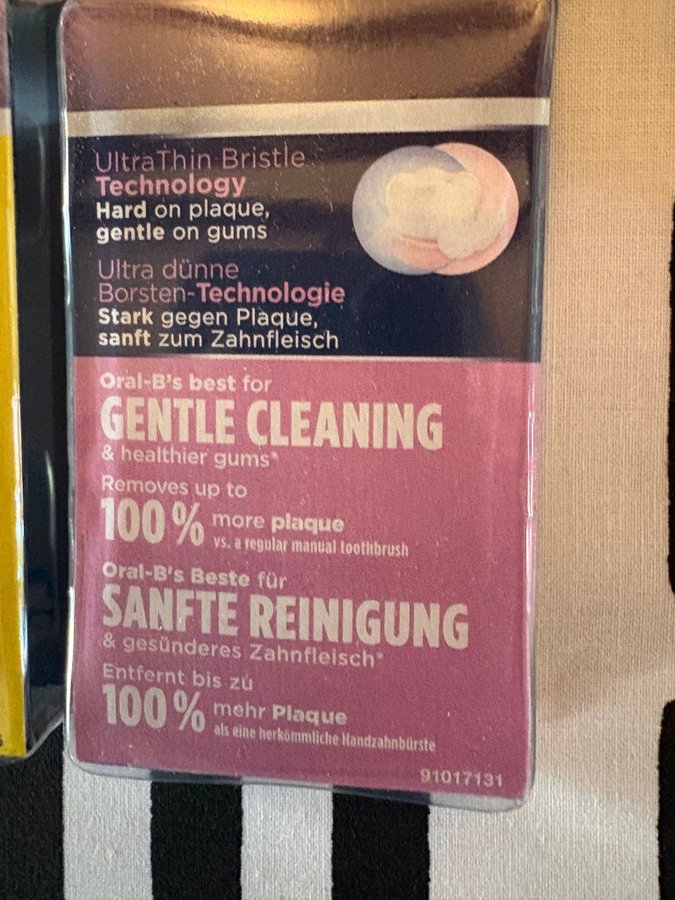 UltraThin Bristle
Technology
Hard on plaque,
gentle on gums
Ultra dünne
Borsten-Technologie
Stark gegen Plaque,
sanft zum Zahnfleisch
Oral-B's best for
GENTLE CLEANING
& healthier gums*
Removes up to
100% more plaque
vs. a regular manual toothbrush
Oral-B's Beste für
SANFTE REINIGUNG
& gesünderes Zahnfleisch*
Entfernt bis zu
100% mehr Plaque
als eine herkömmliche Handzahnbürste
91017131